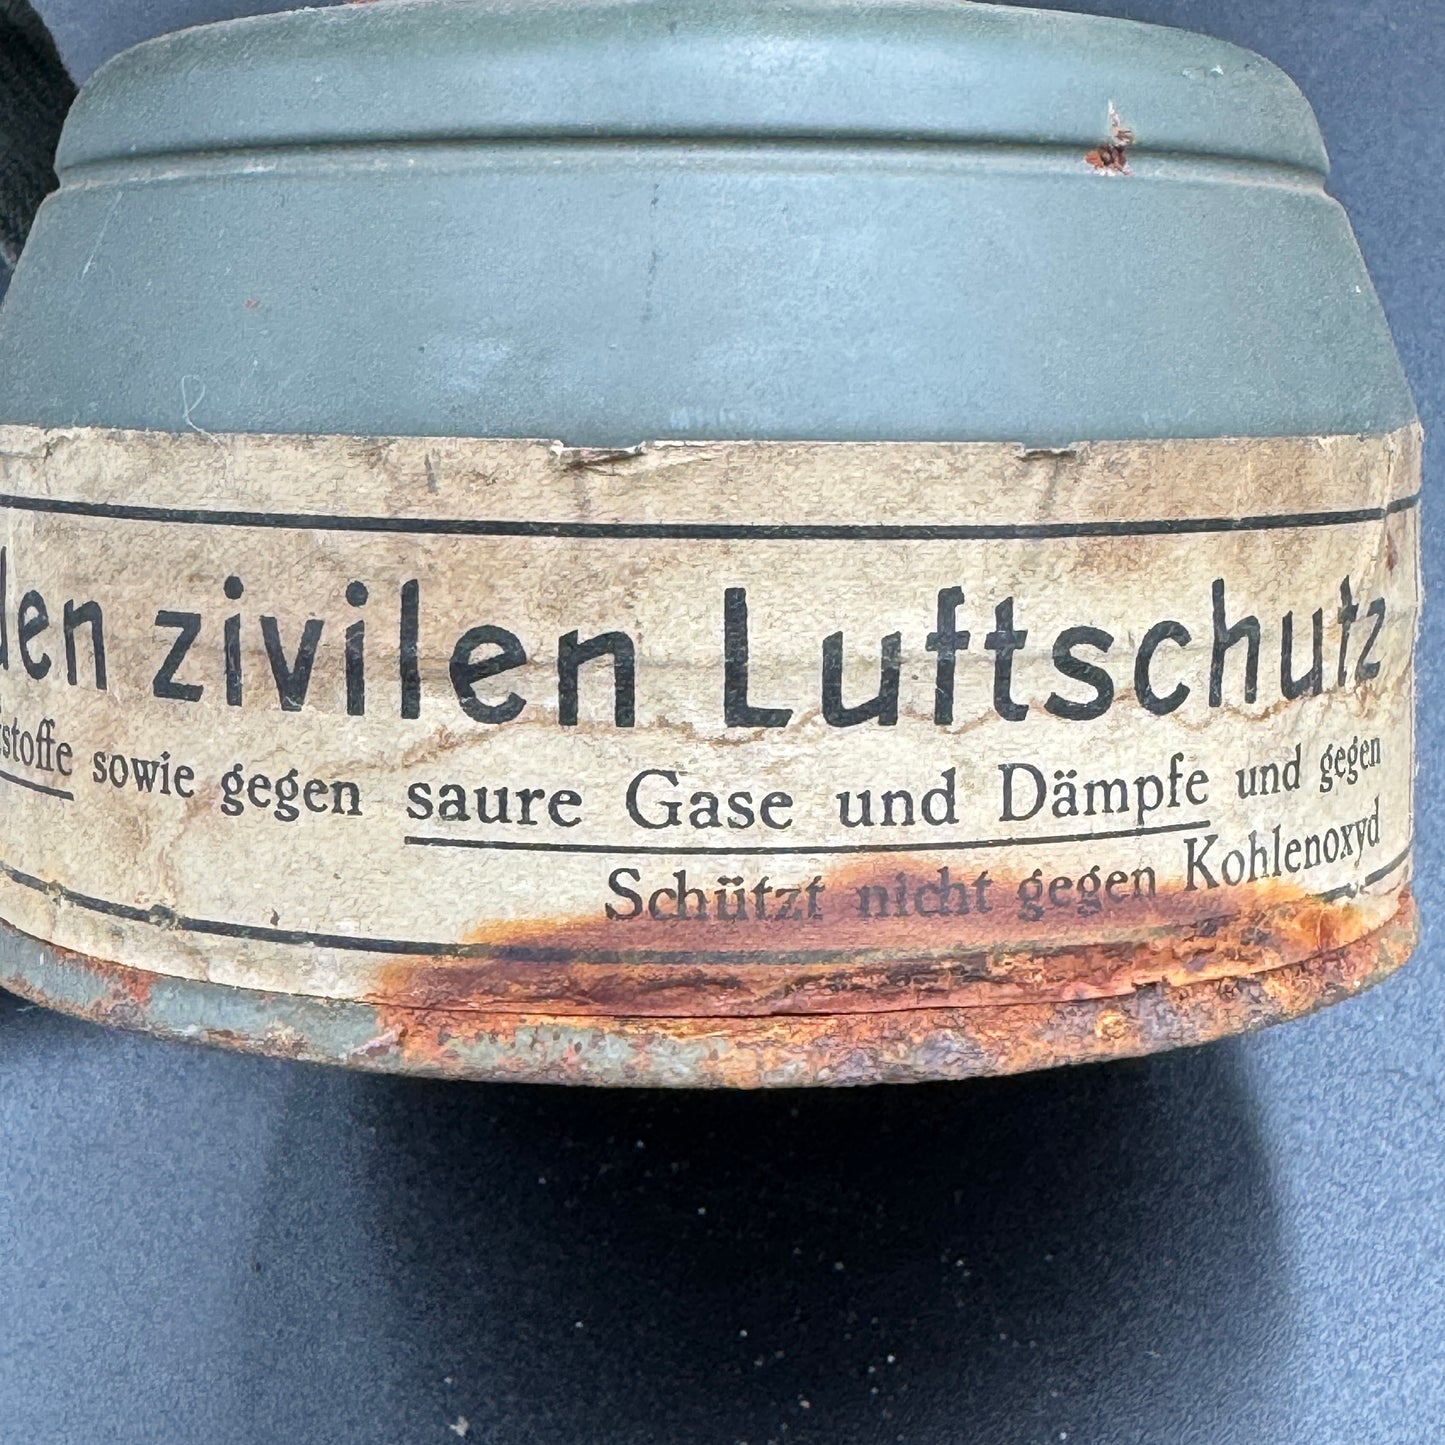 den zivilen Luftschutz
stoffe sowie gegen saure Gase und Dämpfe und gegen
Schützt nicht gegen Kohlenoxyd